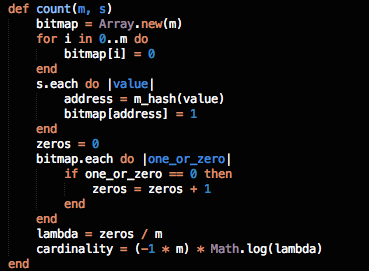 def count(m, s)
    bitmap = Array.new(m)
    for i in 0..m do
        bitmap[i] = 0
    end
    s.each do |value|
        address = m_hash(value)
        bitmap[address] = 1
    end
    zeros = 0
    bitmap.each do |one_or_zero|
        if one_or_zero == 0 then
            zeros = zeros + 1
        end
    end
    lambda = zeros / m
    cardinality = (-1 * m) * Math.log(lambda)
end